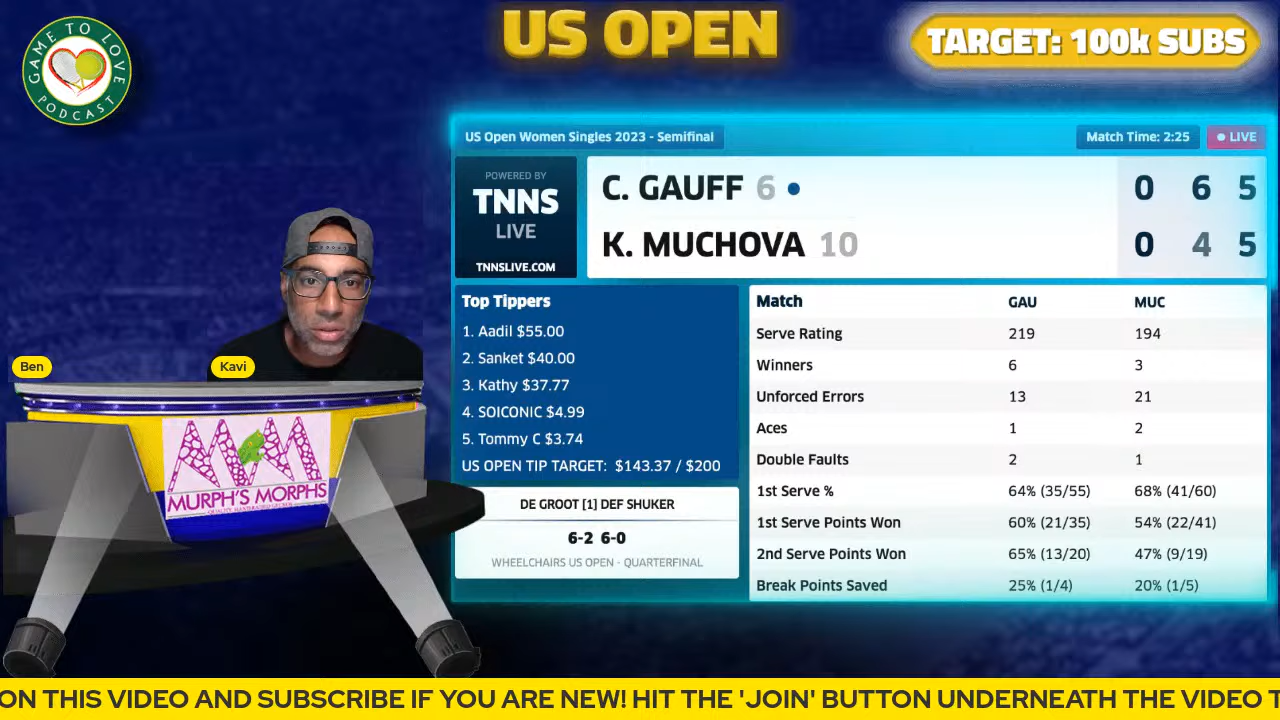 GAME TO LOVE
PODCAST
US OPEN
TARGET: 100k SUBS
US Open Women Singles 2023 - Semifinal
Match Time: 2:25
LIVE
POWERED BY
TNNS
LIVE
TNNSLIVE.COM
C. GAUFF 6 0 6 5
K. MUCHOVA 10 0 4 5
Top Tippers
1. Aadil $55.00
2. Sanket $40.00
3. Kathy $37.77
4. SOICONIC $4.99
5. Tommy C $3.74
US OPEN TIP TARGET: $143.37 / $200
DE GROOT [1] DEF SHUKER
6-2 6-0
WHEELCHAIRS US OPEN - QUARTERFINAL
Match GAU MUC
Serve Rating 219 194
Winners 6 3
Unforced Errors 13 21
Aces 1 2
Double Faults 2 1
1st Serve % 64% (35/55) 68% (41/60)
1st Serve Points Won 60% (21/35) 54% (22/41)
2nd Serve Points Won 65% (13/20) 47% (9/19)
Break Points Saved 25% (1/4) 20% (1/5)
Ben
Kavi
MM
MURPH'S MORPHS
ON THIS VIDEO AND SUBSCRIBE IF YOU ARE NEW! HIT THE 'JOIN' BUTTON UNDERNEATH THE VIDEO T